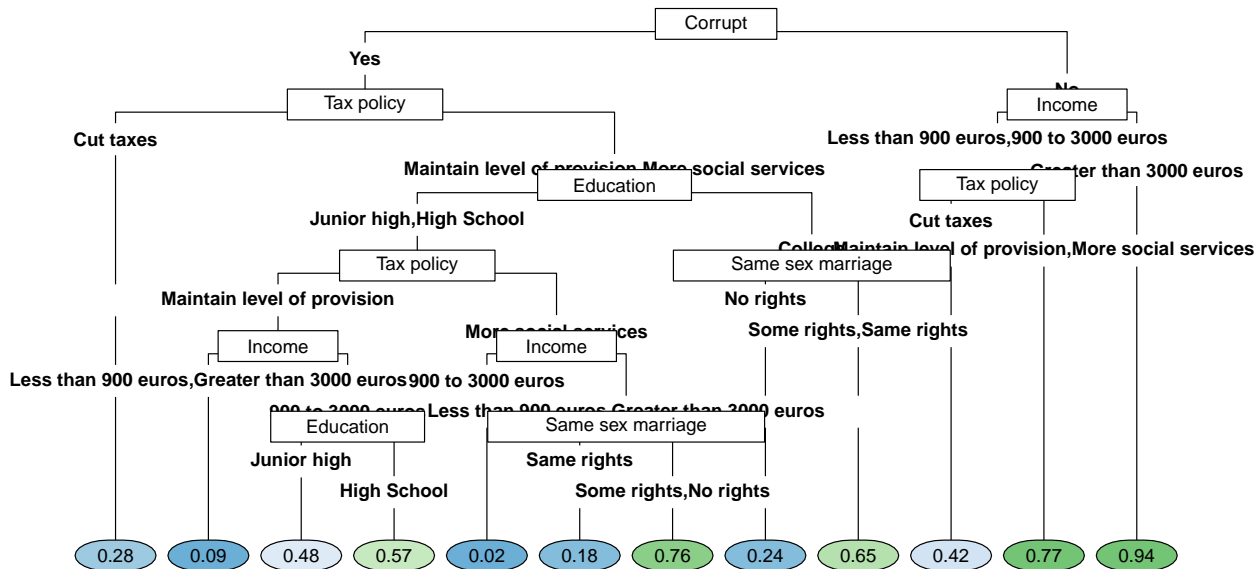 Corrupt
Yes
No
Tax policy
Income
Cut taxes
Less than 900 euros,900 to 3000 euros
Maintain level of provision,More social services
Greater than 3000 euros
Education
Tax policy
Junior high,High School
Cut taxes
College
Maintain level of provision,More social services
Tax policy
Same sex marriage
Maintain level of provision
No rights
More social services
Some rights,Same rights
Income
Income
Less than 900 euros,Greater than 3000 euros
900 to 3000 euros
900 to 3000 euros
Less than 900 euros,Greater than 3000 euros
Education
Same sex marriage
Junior high
Same rights
High School
Some rights,No rights
0.28
0.09
0.48
0.57
0.02
0.18
0.76
0.24
0.65
0.42
0.77
0.94